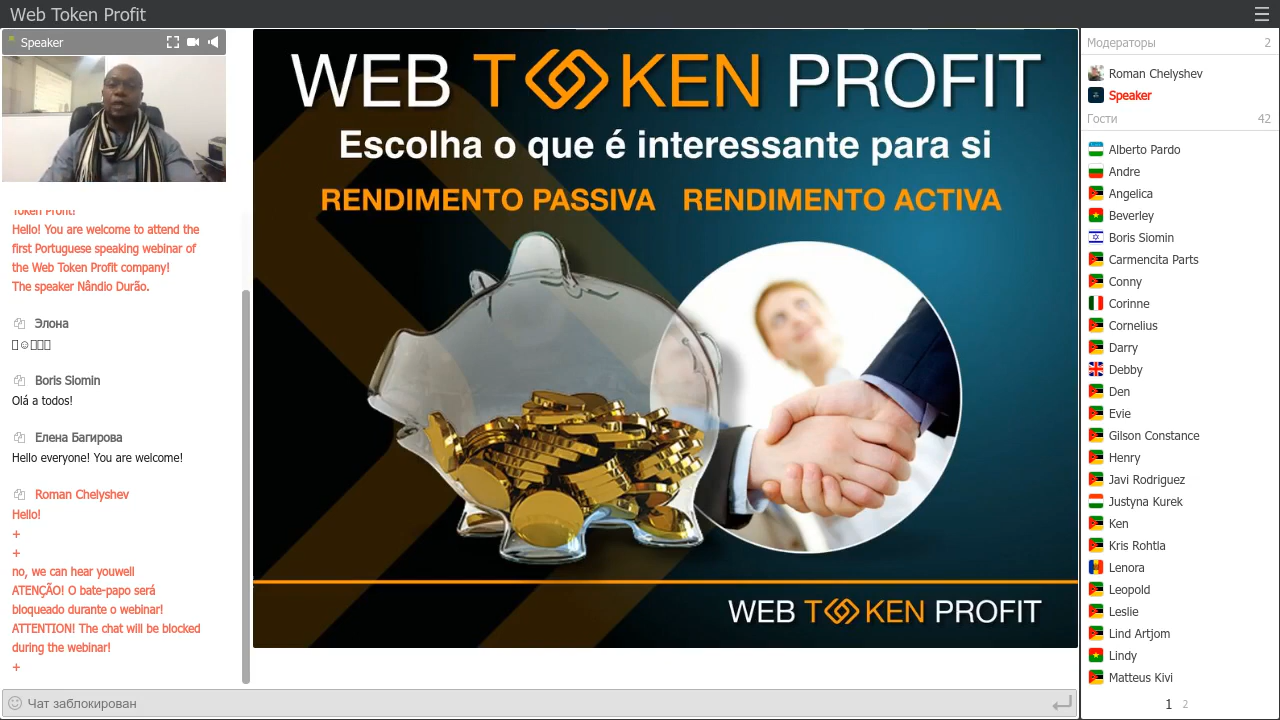 Web Token Profit
Speaker
Token Profit!
Hello! You are welcome to attend the
first Portuguese speaking webinar of
the Web Token Profit company!
The speaker Nândio Durão.
Элона
Boris Siomin
Olá a todos!
Елена Багирова
Hello everyone! You are welcome!
Roman Chelyshev
Hello!
+
+
no, we can hear youwell
ATENÇÃO! O bate-papo será
bloqueado durante o webinar!
ATTENTION! The chat will be blocked
during the webinar!
+
Чат заблокирован
WEB TOKEN PROFIT
Escolha o que é interessante para si
RENDIMENTO PASSIVA RENDIMENTO ACTIVA
WEB TOKEN PROFIT
Модераторы 2
Roman Chelyshev
Speaker
Гости 42
Alberto Pardo
Andre
Angelica
Beverley
Boris Siomin
Carmencita Parts
Conny
Corinne
Cornelius
Darry
Debby
Den
Evie
Gilson Constance
Henry
Javi Rodriguez
Justyna Kurek
Ken
Kris Rohtla
Lenora
Leopold
Leslie
Lind Artjom
Lindy
Matteus Kivi
1 2